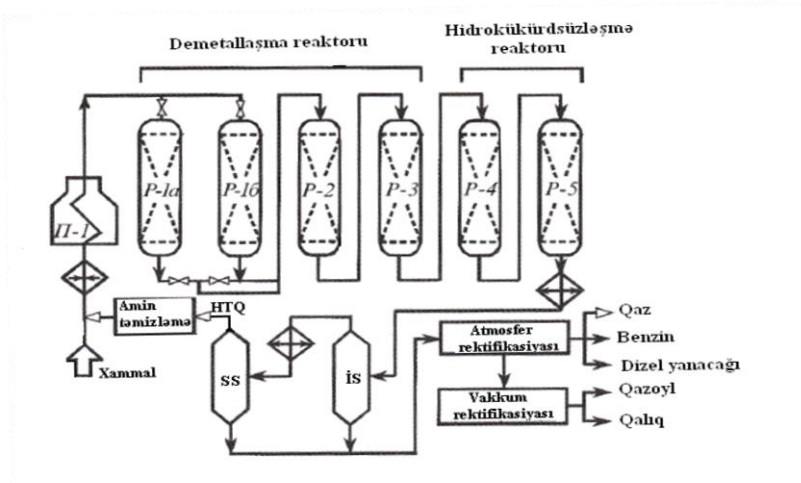 Demetallaşma reaktoru
Hidrokükürdsüzləşmə
reaktoru
P-1a
P-1б
P-2
P-3
P-4
P-5
П-1
Amin
təmizləmə
HTQ
Xammal
SS
İS
Atmosfer
rektifikasiyası
Vakkum
rektifikasiyası
Qaz
Benzin
Dizel yanacağı
Qazoyl
Qalıq